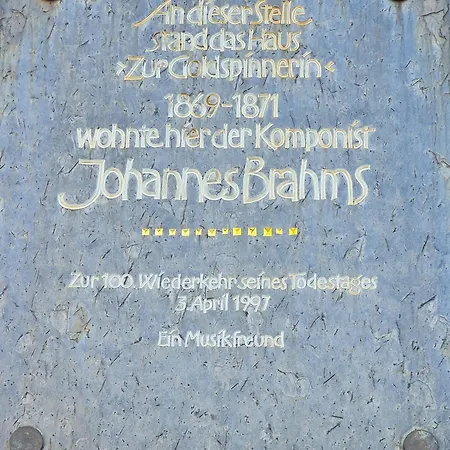 An dieser Stelle
stand das Haus
›Zur Goldspinnerin‹
1869–1871
wohnte hier der Komponist
Johannes Brahms
Zur 100. Wiederkehr seines Todestages
3. April 1997
Ein Musikfreund